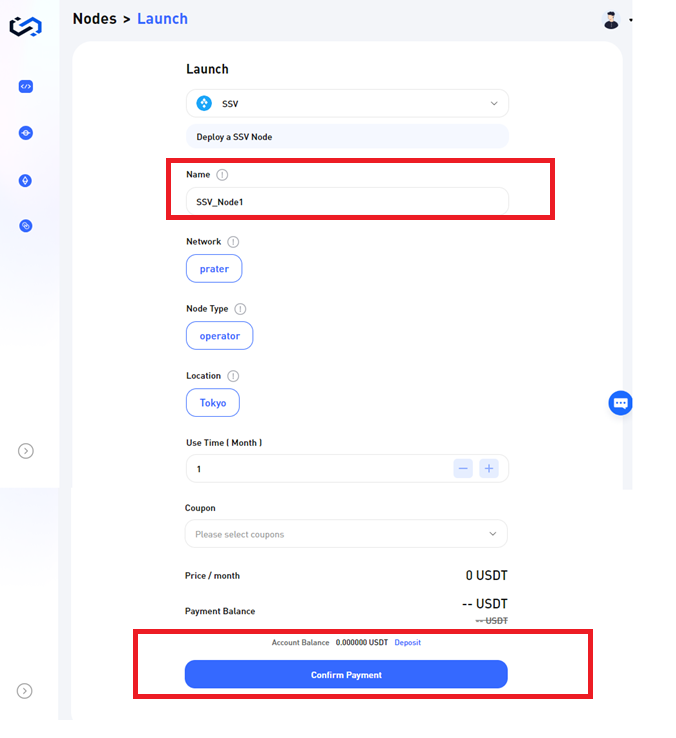 Nodes > Launch
Launch
SSV
Deploy a SSV Node
Name
SSV_Node1
Network
prater
Node Type
operator
Location
Tokyo
Use Time ( Month )
1
Coupon
Please select coupons
Price / month 0 USDT
Payment Balance -- USDT
-- USDT
Account Balance 0.000000 USDT Deposit
Confirm Payment